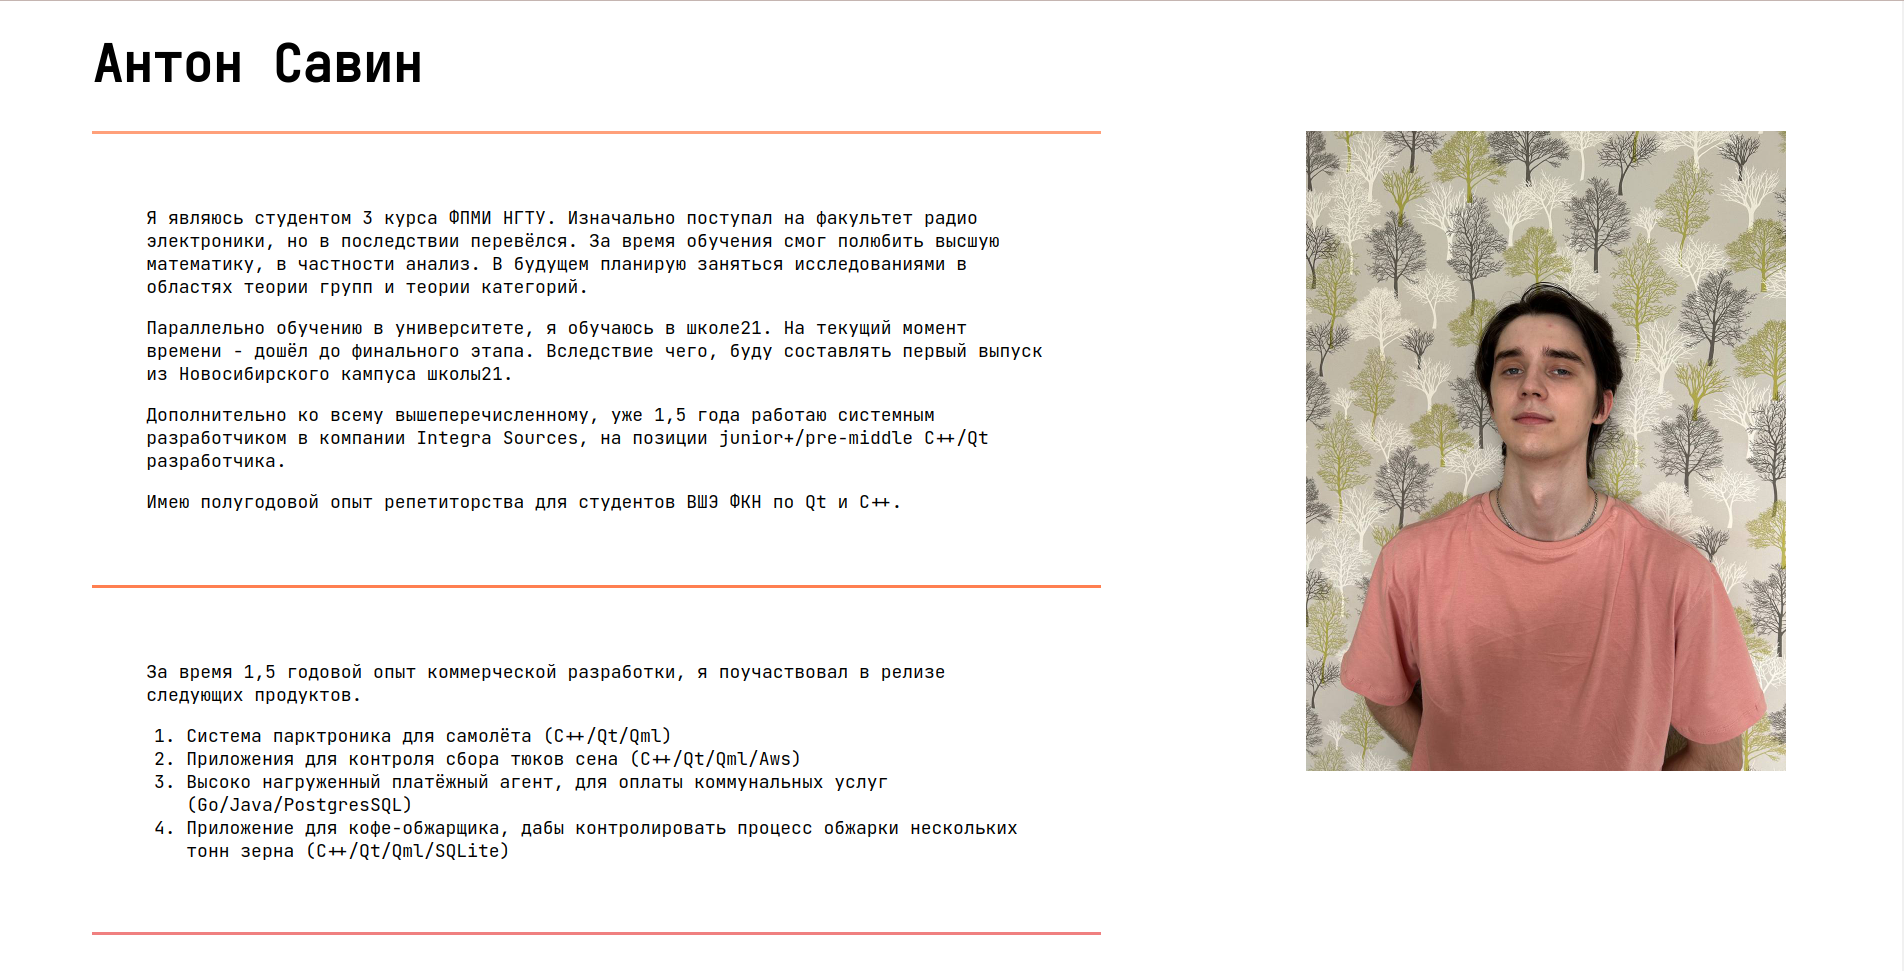 Антон Савин
Я являюсь студентом 3 курса ФПМИ НГТУ. Изначально поступал на факультет радио
электроники, но в последствии перевёлся. За время обучения смог полюбить высшую
математику, в частности анализ. В будущем планирую заняться исследованиями в
областях теории групп и теории категорий.
Параллельно обучению в университете, я обучаюсь в школе21. На текущий момент
времени - дошёл до финального этапа. Вследствие чего, буду составлять первый выпуск
из Новосибирского кампуса школы21.
Дополнительно ко всему вышеперечисленному, уже 1,5 года работаю системным
разработчиком в компании Integra Sources, на позиции junior+/pre-middle C++/Qt
разработчика.
Имею полугодовой опыт репетиторства для студентов ВШЭ ФКН по Qt и C++.
За время 1,5 годовой опыт коммерческой разработки, я поучаствовал в релизе
следующих продуктов.
1. Система парктроника для самолёта (C++/Qt/Qml)
2. Приложения для контроля сбора тюков сена (C++/Qt/Qml/Aws)
3. Высоко нагруженный платёжный агент, для оплаты коммунальных услуг
(Go/Java/PostgresSQL)
4. Приложение для кофе-обжарщика, дабы контролировать процесс обжарки нескольких
тонн зерна (C++/Qt/Qml/SQLite)